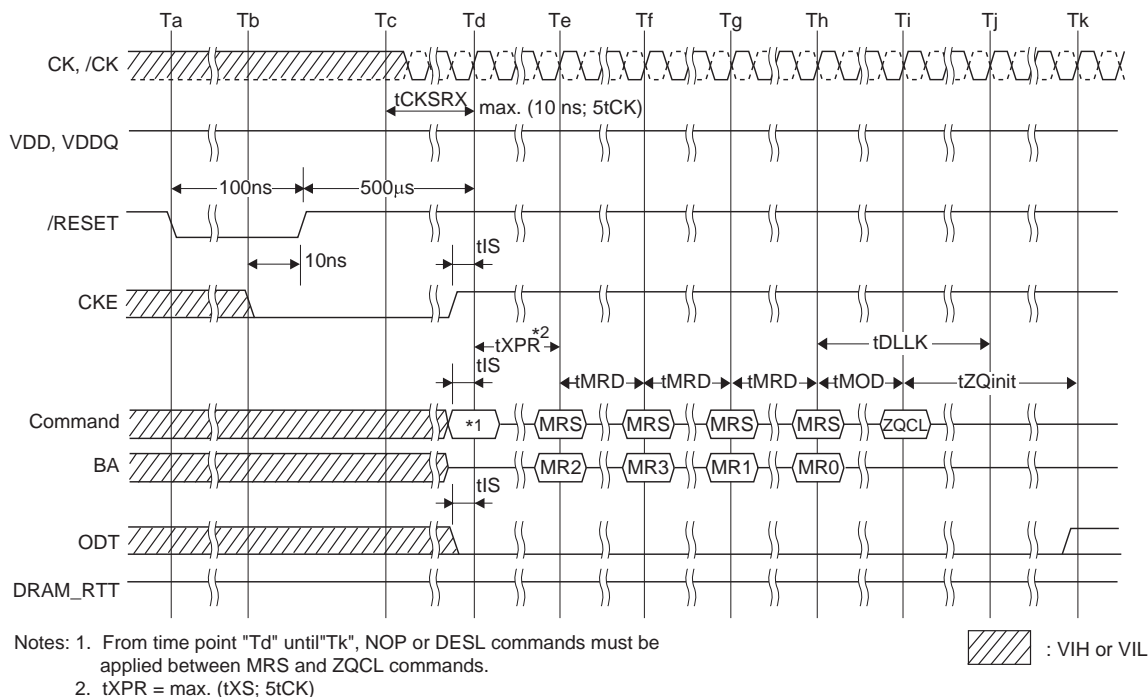 Ta Tb Tc Td Te Tf Tg Th Ti Tj Tk
CK, /CK
tCKSRX max. (10 ns; 5tCK)
VDD, VDDQ
100ns 500μs
/RESET
tIS
10ns
CKE
tXPR*2 tDLLK
tIS
tMRD tMRD tMRD tMOD tZQinit
Command *1 MRS MRS MRS MRS ZQCL
BA MR2 MR3 MR1 MR0
tIS
ODT
DRAM_RTT
Notes: 1. From time point "Td" until"Tk", NOP or DESL commands must be
applied between MRS and ZQCL commands.
2. tXPR = max. (tXS; 5tCK)
: VIH or VIL